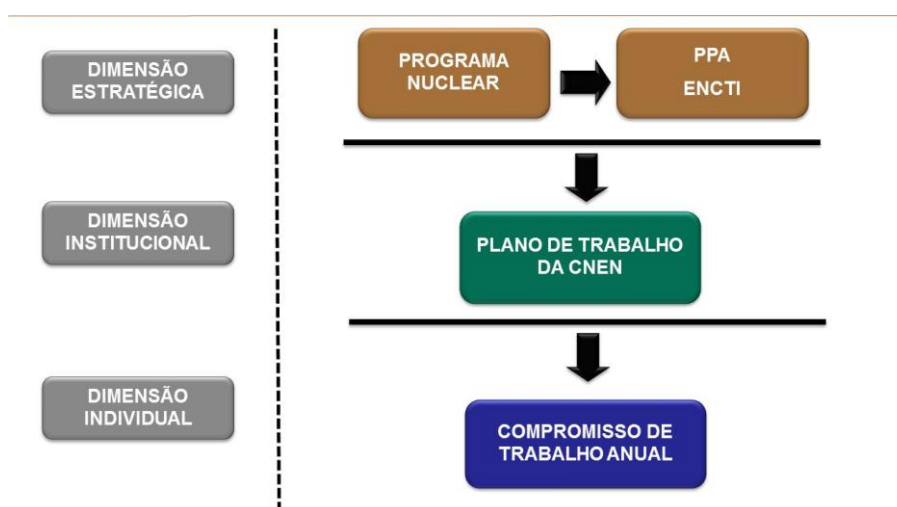 DIMENSÃO
ESTRATÉGICA
PROGRAMA
NUCLEAR
PPA
ENCTI
DIMENSÃO
INSTITUCIONAL
PLANO DE TRABALHO
DA CNEN
DIMENSÃO
INDIVIDUAL
COMPROMISSO DE
TRABALHO ANUAL